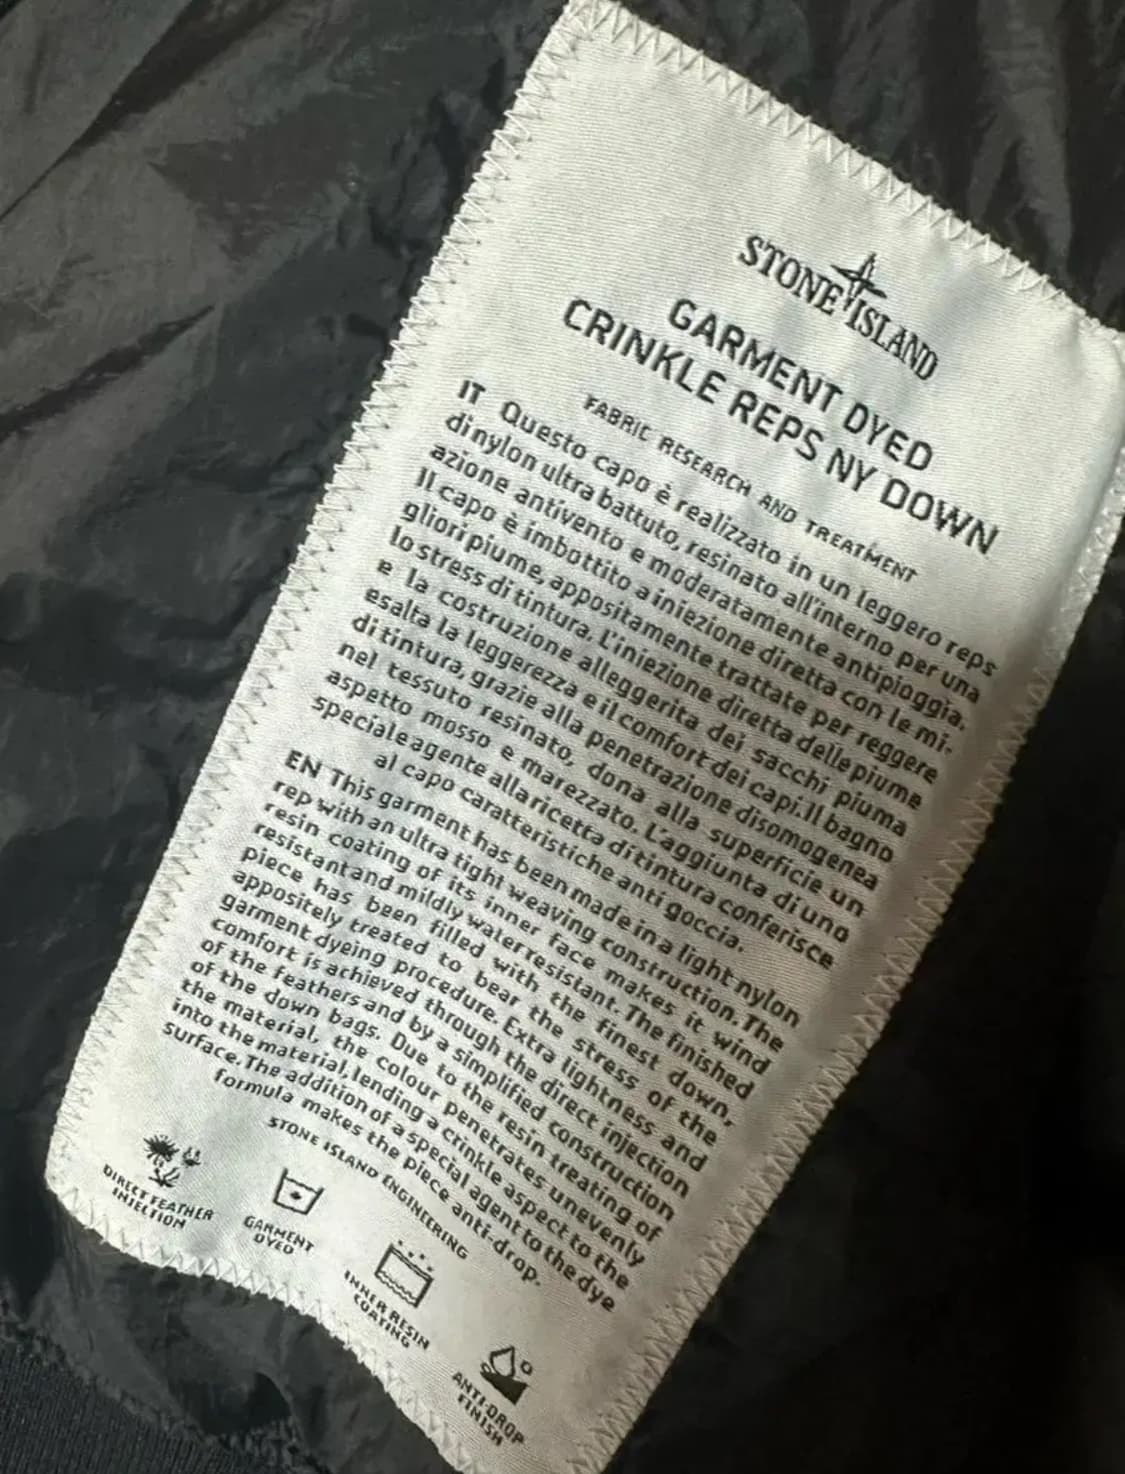 STONE ISLAND
GARMENT DYED
CRINKLE REPS NY DOWN
FABRIC RESEARCH AND TREATMENT
IT Questo capo è realizzato in un leggero reps
di nylon ultra battuto, resinato all'interno per una
azione antivento e moderatamente antipioggia.
Il capo è imbottito a iniezione diretta con le mi-
gliori piume, appositamente trattate per reggere
lo stress di tintura. L'iniezione diretta delle piume
e la costruzione alleggerita dei sacchi piuma
esalta la leggerezza e il comfort dei capi. Il bagno
di tintura, grazie alla penetrazione disomogenea
nel tessuto resinato, dona alla superficie un
aspetto mosso e marezzato. L'aggiunta di uno
speciale agente alla ricetta di tintura conferisce
al capo caratteristiche anti goccia.
EN This garment has been made in a light nylon
rep with an ultra tight weaving construction. The
resin coating of its inner face makes it wind
resistant and mildly water resistant. The finished
piece has been filled with the finest down,
appositely treated to bear the stress of the
garment dyeing procedure. Extra lightness and
comfort is achieved through the direct injection
of the feathers and by a simplified construction
of the down bags. Due to the resin treating of
the material, the colour penetrates unevenly
into the material, lending a crinkle aspect to the
surface. The addition of a special agent to the dye
formula makes the piece anti-drop.
STONE ISLAND ENGINEERING
DIRECT FEATHER
INJECTION
GARMENT
DYED
INNER RESIN
COATING
ANTI-DROP
FINISH